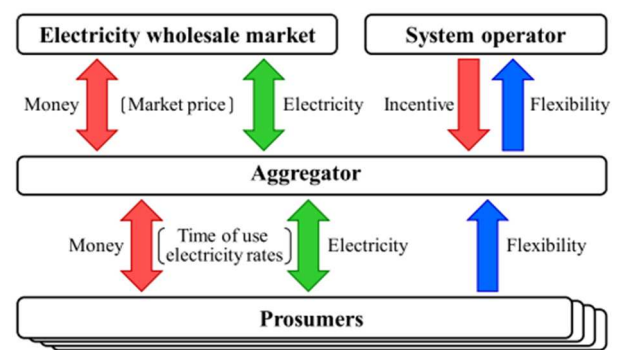 Electricity wholesale market
System operator
Money
(Market price)
Electricity
Incentive
Flexibility
Aggregator
Money
Time of use
electricity rates
Electricity
Flexibility
Prosumers